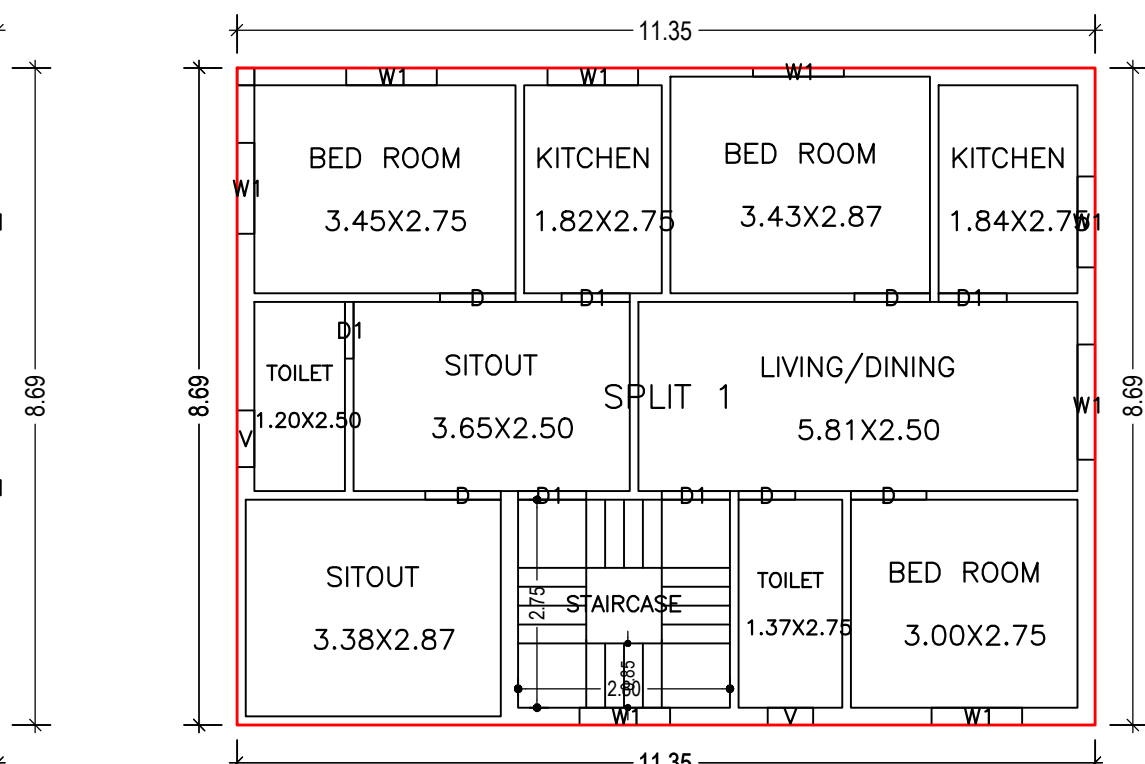 11.35
W1
W1
W1
BED ROOM
3.45X2.75
KITCHEN
1.82X2.75
BED ROOM
3.43X2.87
KITCHEN
1.84X2.75
W1
W1
D
D1
D
D1
D1
TOILET
1.20X2.50
V
SITOUT
3.65X2.50
SPLIT 1
LIVING/DINING
5.81X2.50
W1
8.69
8.69
8.69
D
D1
D1
D
D
SITOUT
3.38X2.87
2.75
STAIRCASE
0.85
2.80
TOILET
1.37X2.75
BED ROOM
3.00X2.75
W1
V
W1
11.35